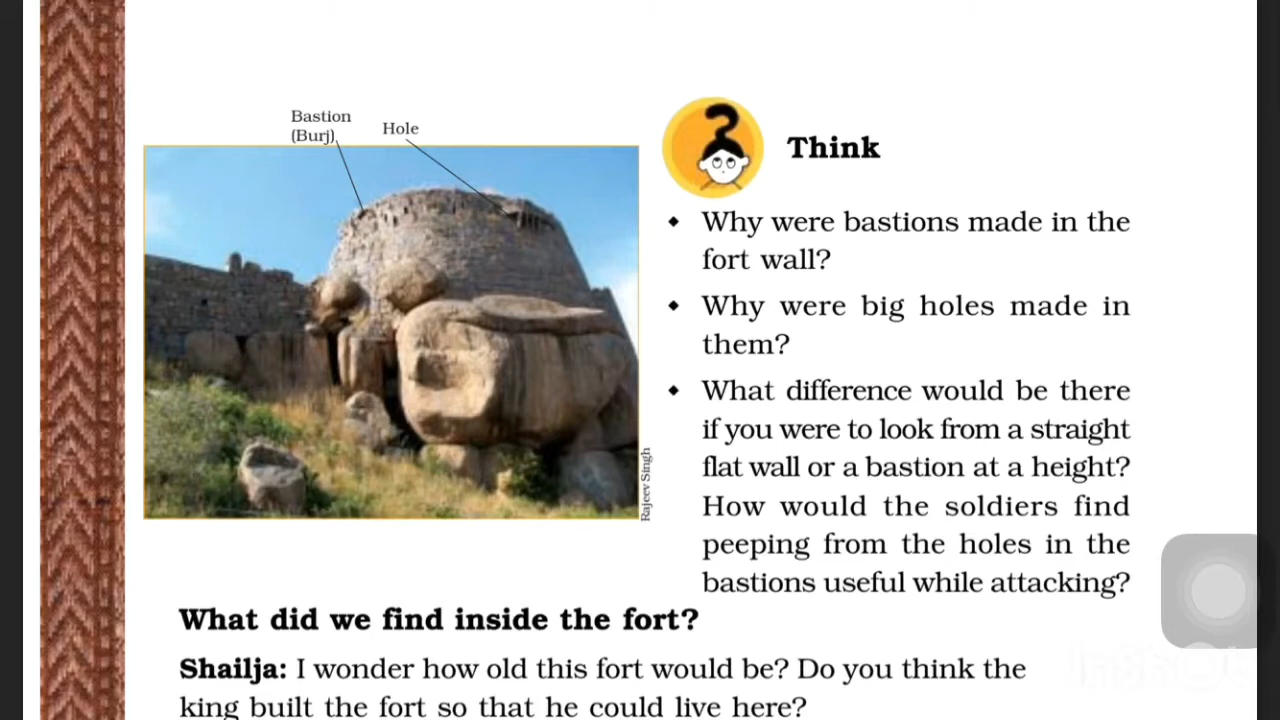 Bastion
(Burj)
Hole
Think
Why were bastions made in the
fort wall?
Why were big holes made in
them?
What difference would be there
if you were to look from a straight
flat wall or a bastion at a height?
How would the soldiers find
peeping from the holes in the
bastions useful while attacking?
Rajeev Singh
What did we find inside the fort?
Shailja: I wonder how old this fort would be? Do you think the
king built the fort so that he could live here?